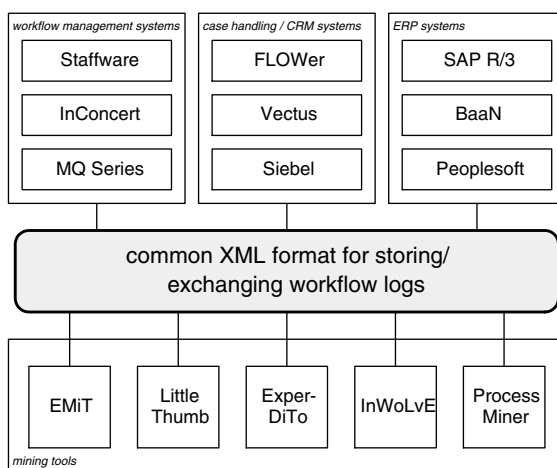 workflow management systems
case handling / CRM systems
ERP systems
Staffware
FLOWer
SAP R/3
InConcert
Vectus
BaaN
MQ Series
Siebel
Peoplesoft
common XML format for storing/
exchanging workflow logs
EMiT
Little
Thumb
Exper-
DiTo
InWoLvE
Process
Miner
mining tools